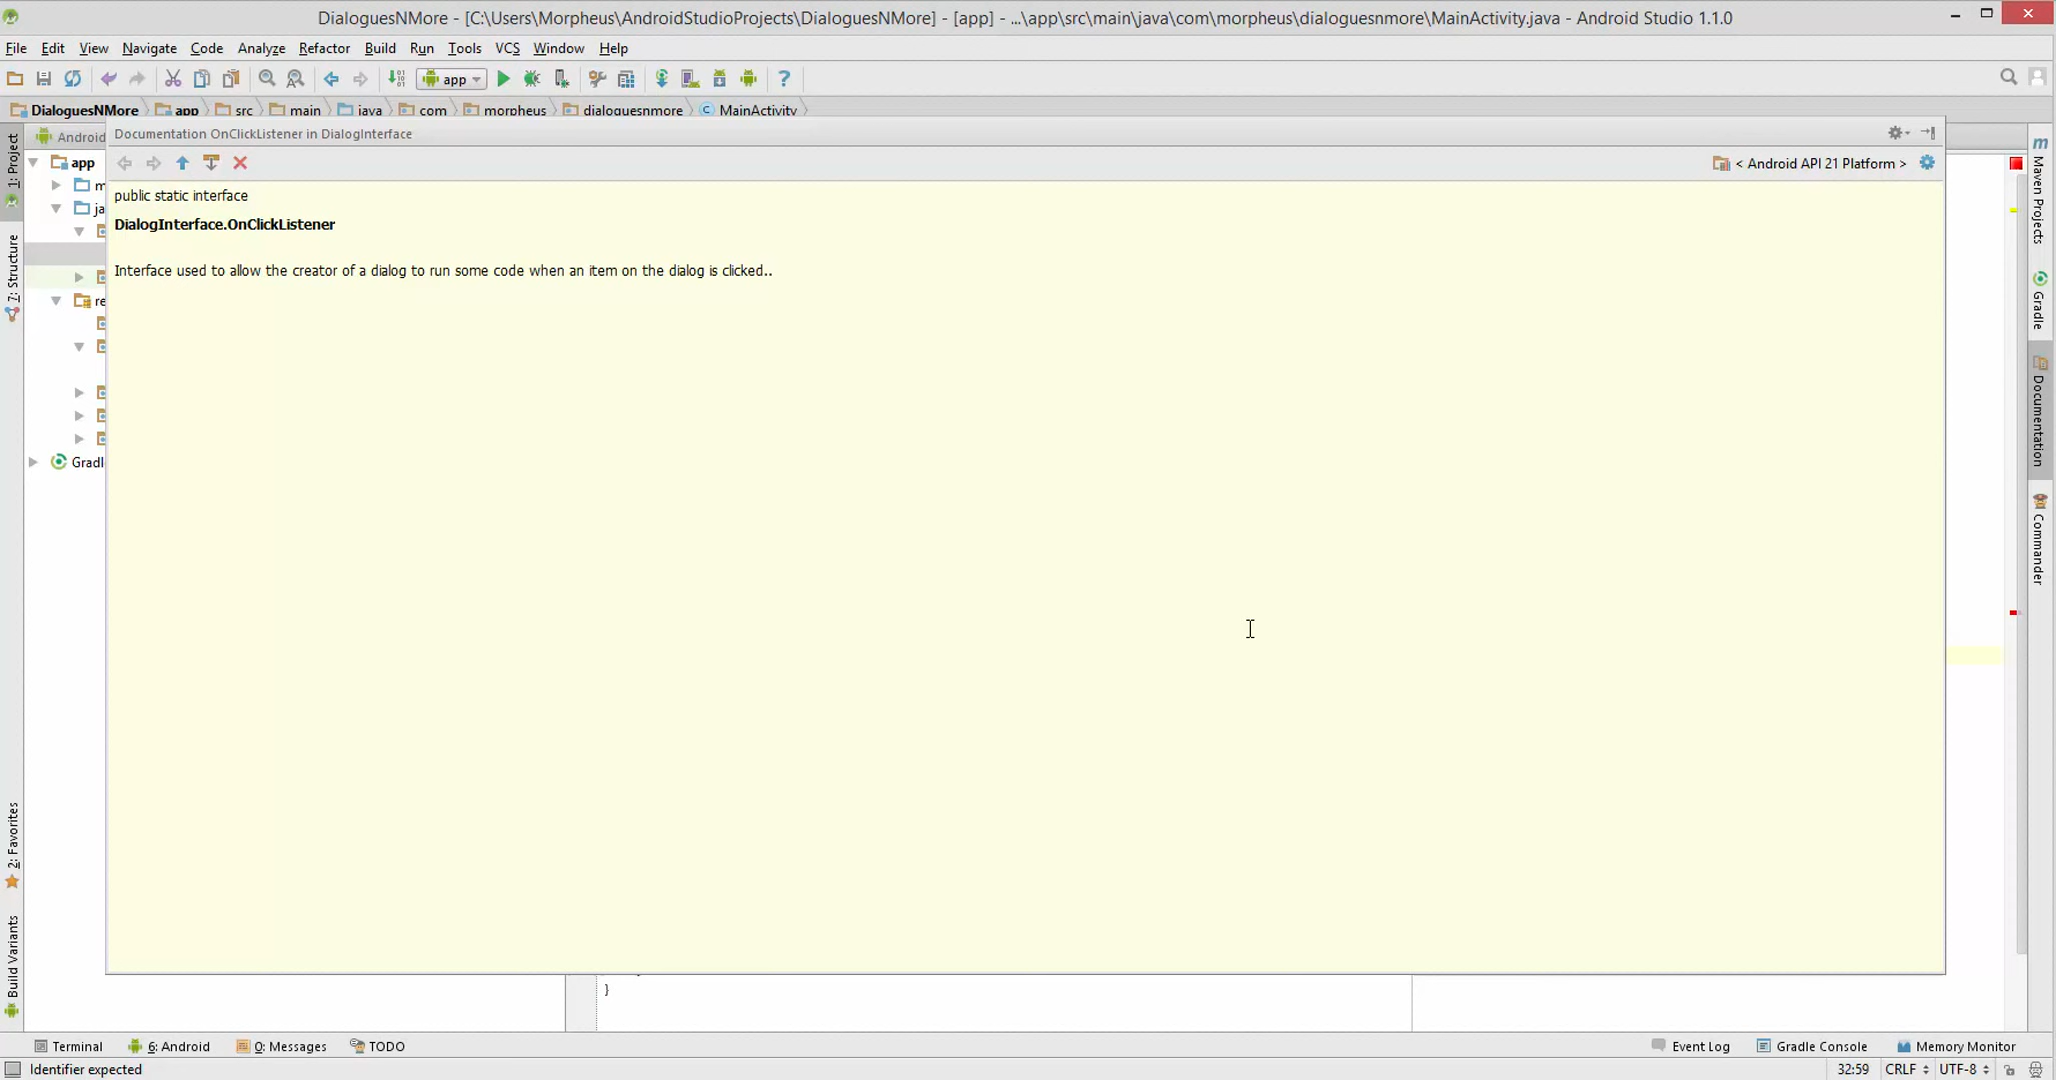 DialoguesNMore - [C:\Users\Morpheus\AndroidStudioProjects\DialoguesNMore] - [app] - ...\app\src\main\java\com\morpheus\dialoguesnmore\MainActivity.java - Android Studio 1.1.0
File Edit View Navigate Code Analyze Refactor Build Run Tools VCS Window Help
app
DialoguesNMore app src main java com morpheus dialoguesnmore MainActivity
Documentation OnClickListener in DialogInterface
Android
< Android API 21 Platform >
app
m
ja
re
Gradl
public static interface
DialogInterface.OnClickListener
Interface used to allow the creator of a dialog to run some code when an item on the dialog is clicked..
1: Project
7: Structure
2: Favorites
Build Variants
Maven Projects
Gradle
Documentation
Commander
}
Terminal 6: Android 0: Messages TODO Event Log Gradle Console Memory Monitor
Identifier expected 32:59 CRLF UTF-8